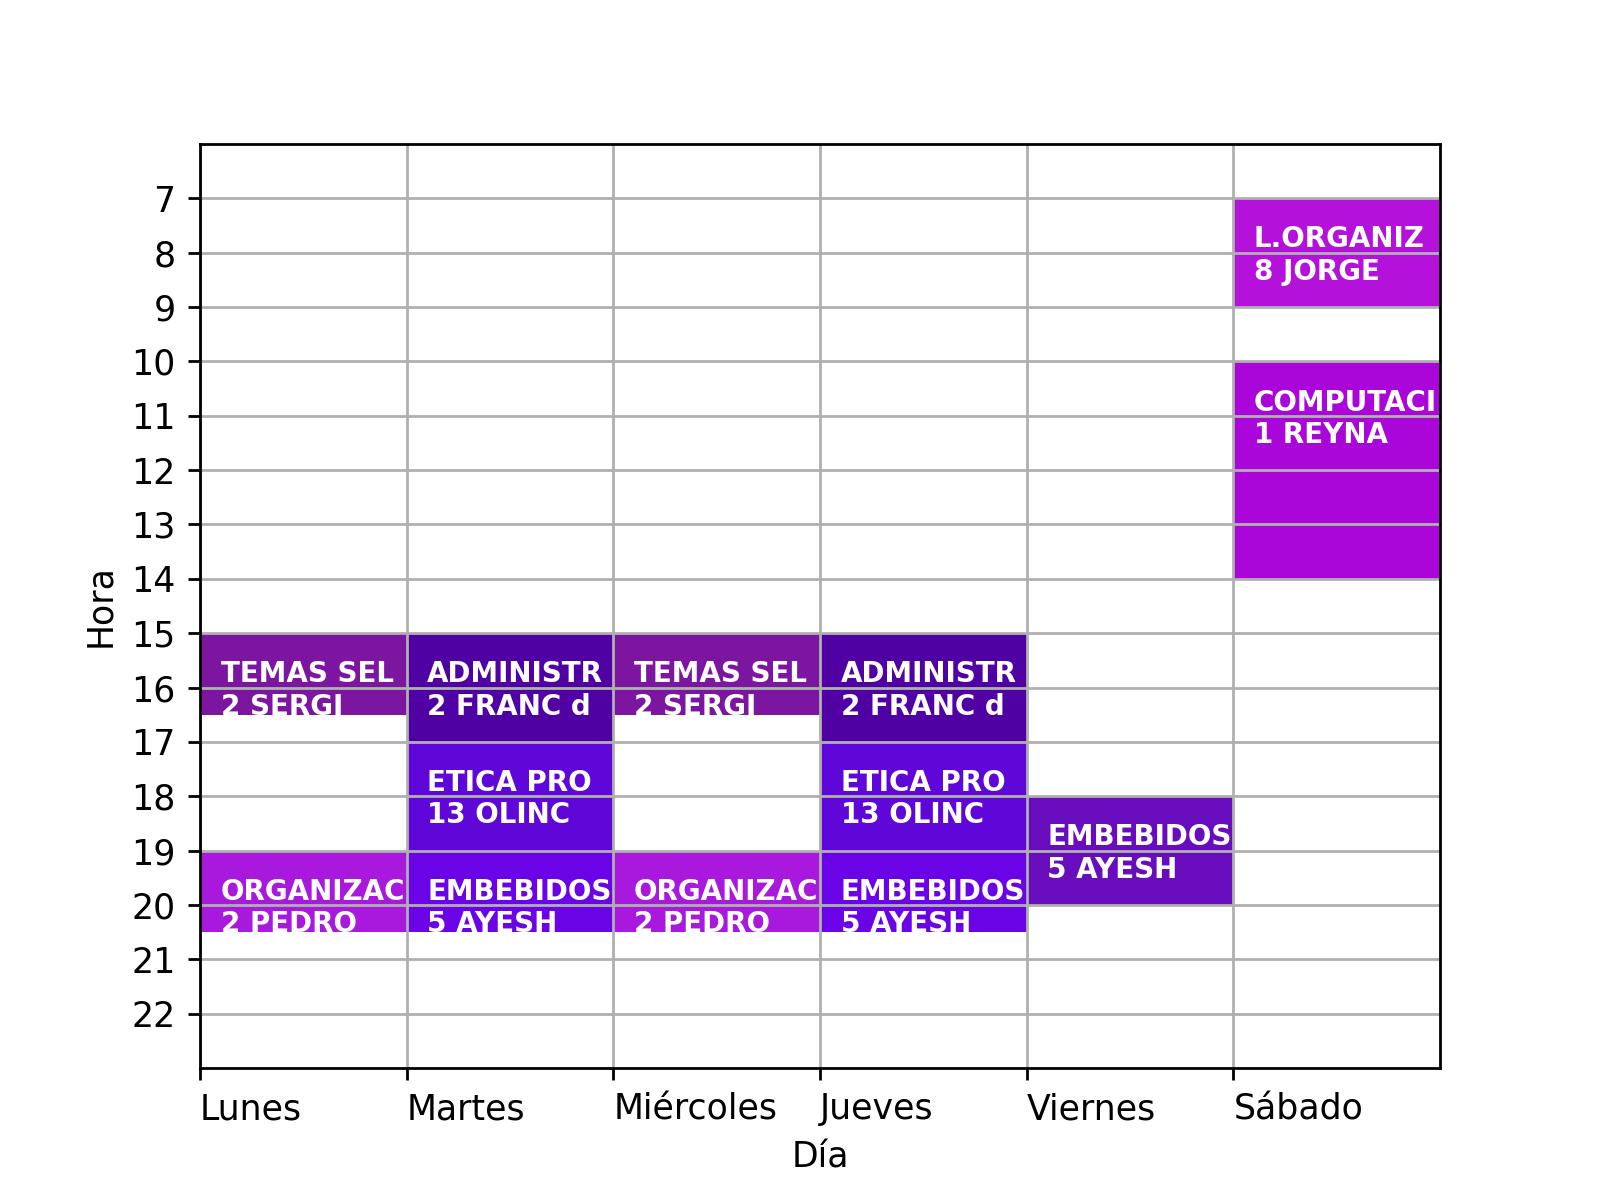 7
L.ORGANIZ
8
8 JORGE
9
10
COMPUTACI
11
1 REYNA
12
13
14
Hora
15
TEMAS SEL ADMINISTR TEMAS SEL ADMINISTR
16
2 SERGI 2 FRANC d 2 SERGI 2 FRANC d
17
ETICA PRO ETICA PRO
18
13 OLINC 13 OLINC
EMBEBIDOS
19
5 AYESH
ORGANIZAC EMBEBIDOS ORGANIZAC EMBEBIDOS
20
2 PEDRO 5 AYESH 2 PEDRO 5 AYESH
21
22
Lunes Martes Miércoles Jueves Viernes Sábado
Día